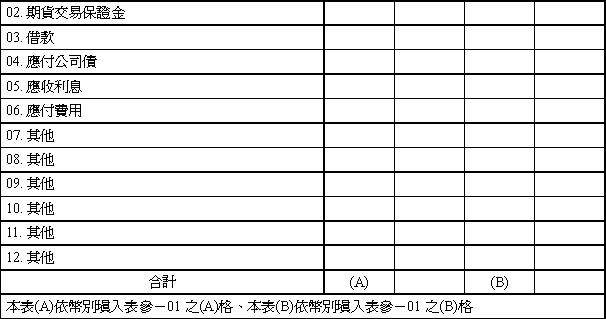 02. 期貨交易保證金
03. 借款
04. 應付公司債
05. 應收利息
06. 應付費用
07. 其他
08. 其他
09. 其他
10. 其他
11. 其他
12. 其他
合計 (A) (B)
本表(A)依幣別填入表參－01 之(A)格、本表(B)依幣別填入表參－01 之(B)格